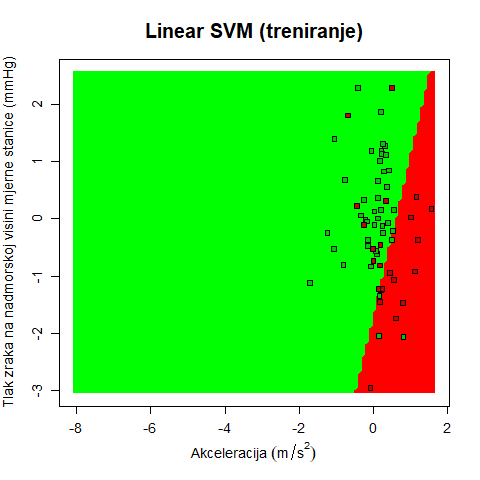 Linear SVM (treniranje)
Tlak zraka na nadmorskoj visini mjerne stanice (mmHg)
2
1
0
-1
-2
-3
-8 -6 -4 -2 0 2
Akceleracija (m/s²)